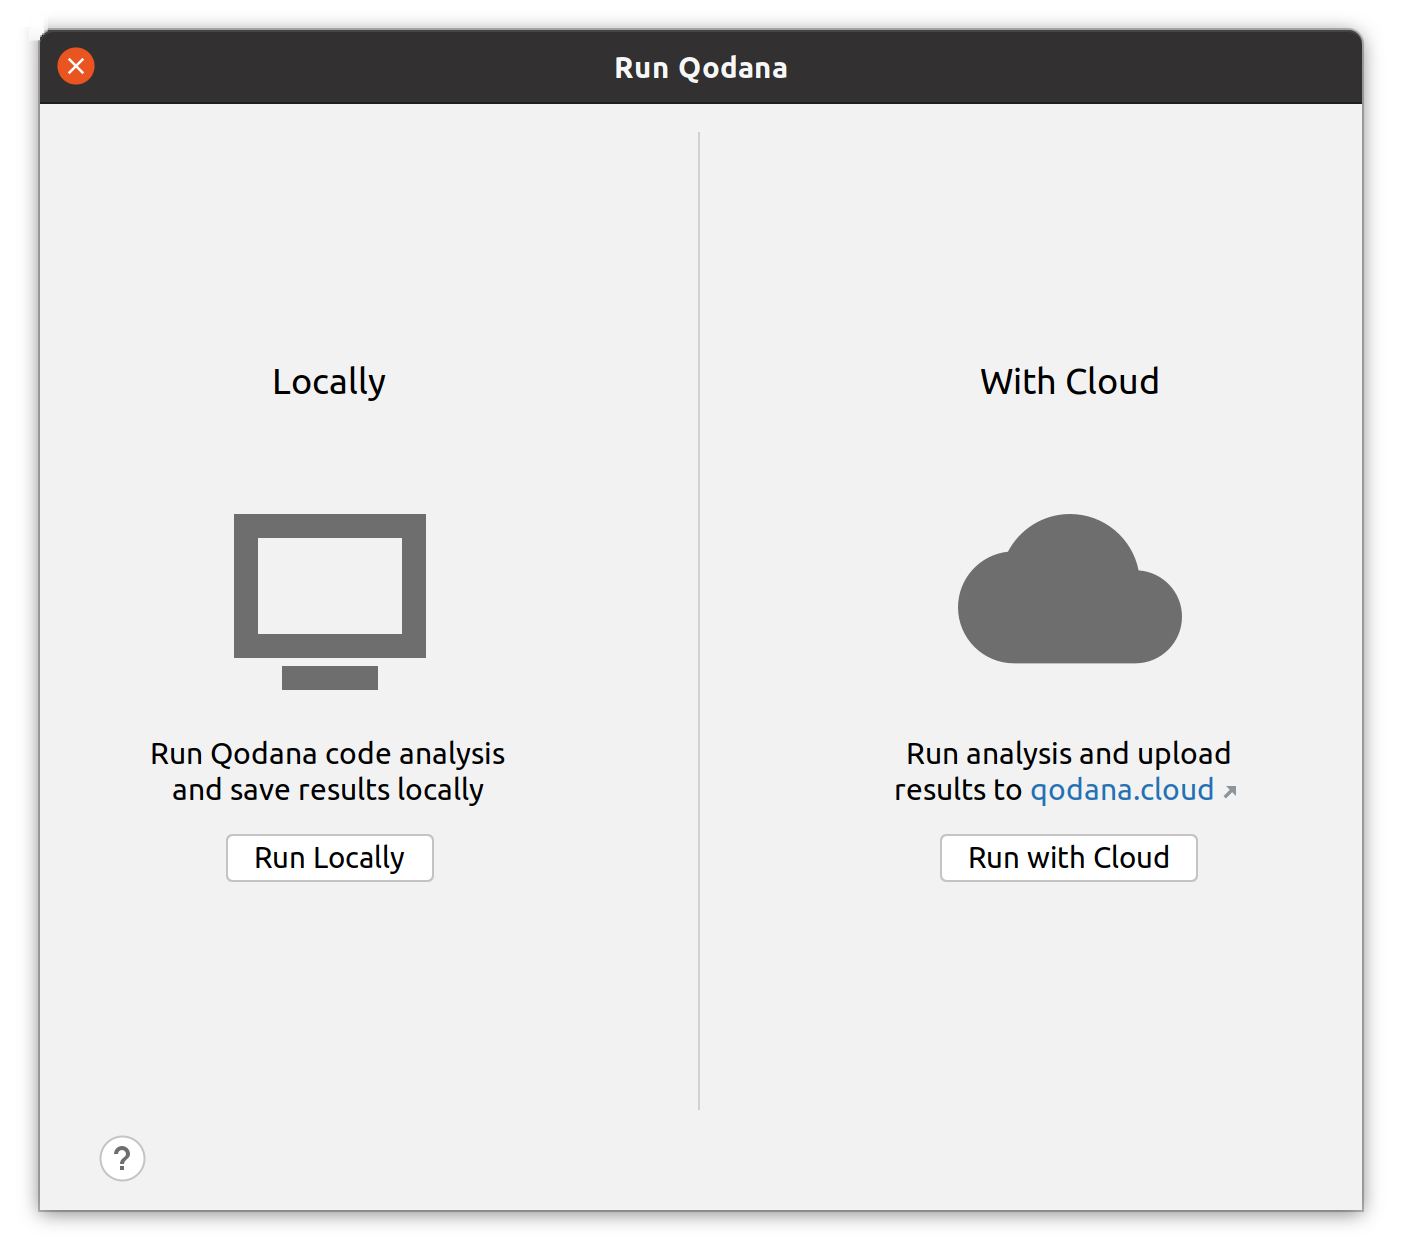 Run Qodana
Locally
Run Qodana code analysis
and save results locally
Run Locally
With Cloud
Run analysis and upload
results to qodana.cloud
Run with Cloud
?